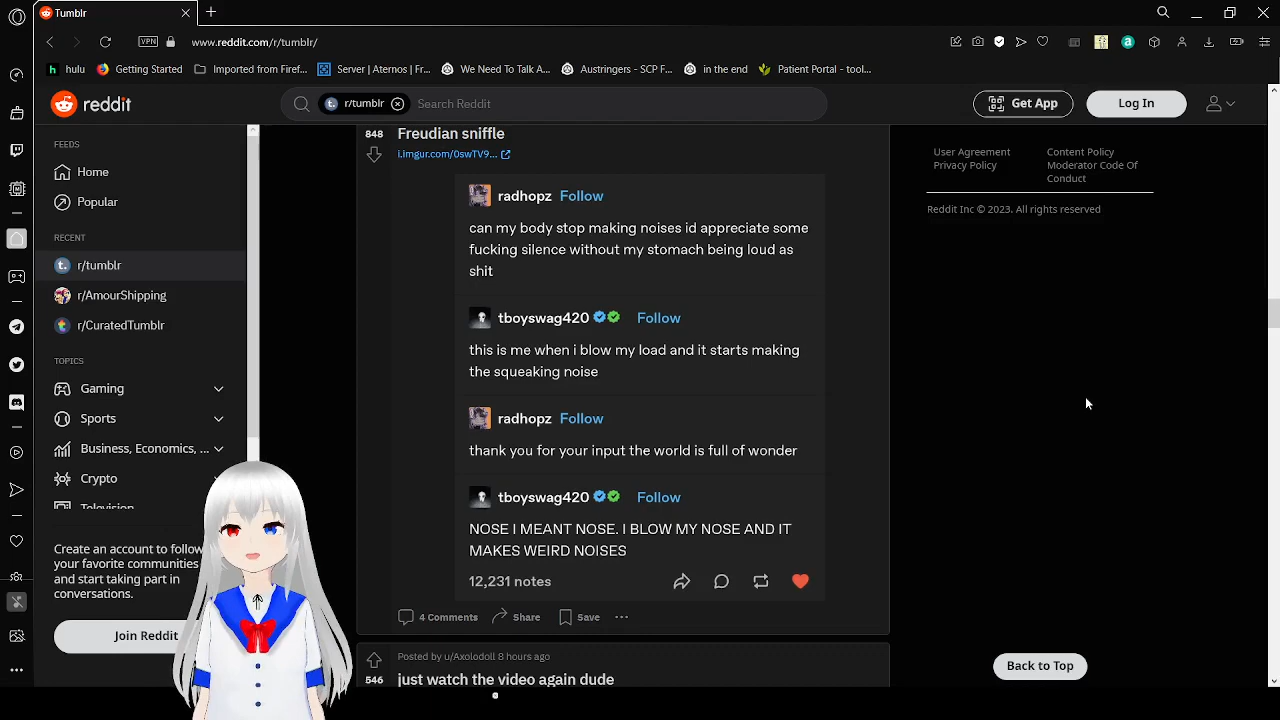 Tumblr
VPN www.reddit.com/r/tumblr/
hulu Getting Started Imported from Firef... Server | Aternos | Fr... We Need To Talk A... Austringers - SCP F... in the end Patient Portal - tool...
reddit r/tumblr Search Reddit Get App Log In
FEEDS
Home
Popular
RECENT
r/tumblr
r/AmourShipping
r/CuratedTumblr
TOPICS
Gaming
Sports
Business, Economics, ...
Crypto
Television
Create an account to follow
your favorite communities
and start taking part in
conversations.
Join Reddit
848 Freudian sniffle
i.imgur.com/0swTV9...
radhopz Follow
can my body stop making noises id appreciate some
fucking silence without my stomach being loud as
shit
tboyswag420 Follow
this is me when i blow my load and it starts making
the squeaking noise
radhopz Follow
thank you for your input the world is full of wonder
tboyswag420 Follow
NOSE I MEANT NOSE. I BLOW MY NOSE AND IT
MAKES WEIRD NOISES
12,231 notes
4 Comments Share Save
Posted by u/Axolodoll 8 hours ago
546 just watch the video again dude
User Agreement
Privacy Policy
Content Policy
Moderator Code Of
Conduct
Reddit Inc © 2023. All rights reserved
Back to Top